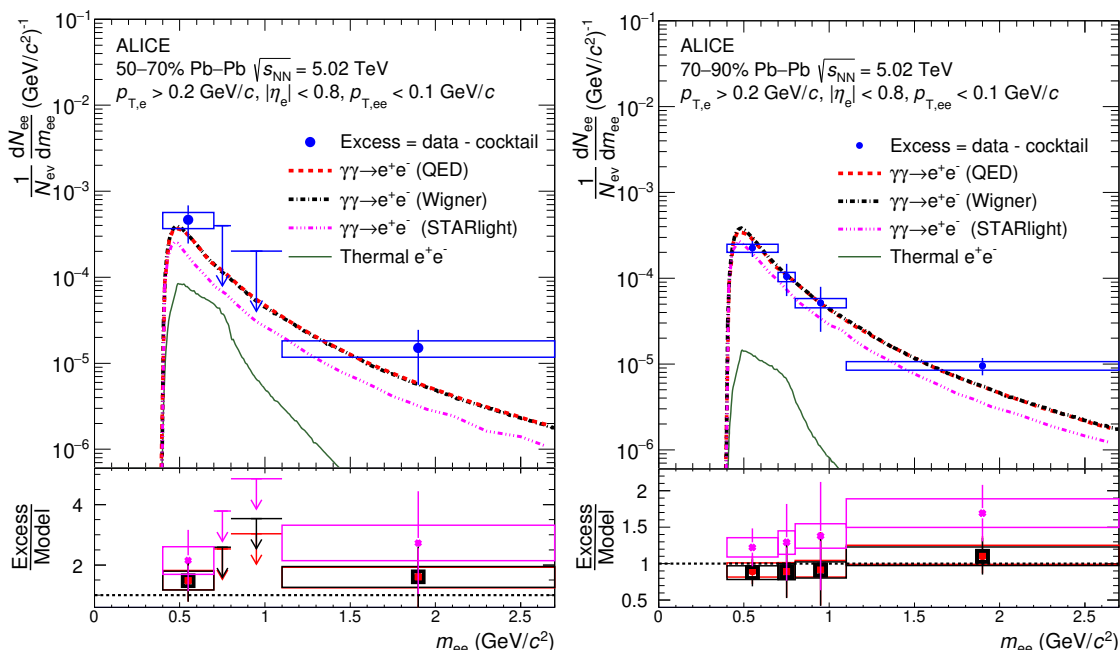 ALICE
50–70% Pb–Pb √sNN = 5.02 TeV
pT,e > 0.2 GeV/c, |ηe| < 0.8, pT,ee < 0.1 GeV/c
Excess = data - cocktail
γγ→e+e- (QED)
γγ→e+e- (Wigner)
γγ→e+e- (STARlight)
Thermal e+e-
1/Nev dNee/dmee (GeV/c²)-1
10−1
10−2
10−3
10−4
10−5
10−6
Excess
Model
4
2
0.5
1
1.5
2
2.5
mee (GeV/c²)
ALICE
70–90% Pb–Pb √sNN = 5.02 TeV
pT,e > 0.2 GeV/c, |ηe| < 0.8, pT,ee < 0.1 GeV/c
Excess = data - cocktail
γγ→e+e- (QED)
γγ→e+e- (Wigner)
γγ→e+e- (STARlight)
Thermal e+e-
1/Nev dNee/dmee (GeV/c²)-1
1
10−1
10−2
10−3
10−4
10−5
10−6
Excess
Model
2
1.5
1
0.5
0.5
1
1.5
2
2.5
mee (GeV/c²)